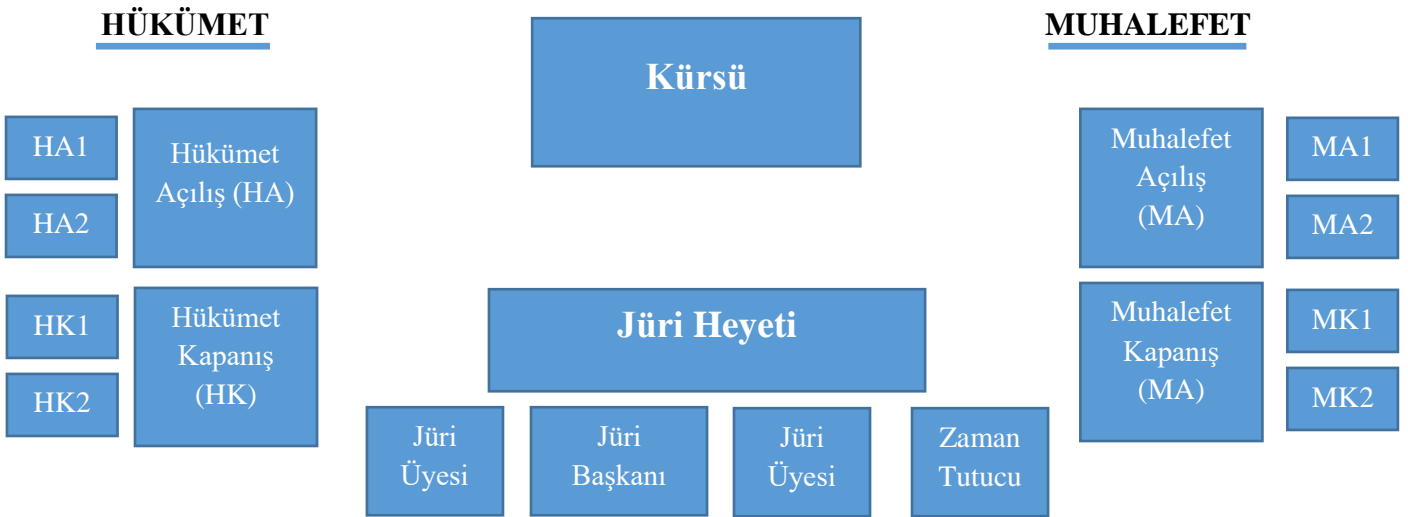 HÜKÜMET
MUHALEFET
Kürsü
HA1
HA2
Hükümet
Açılış (HA)
Muhalefet
Açılış
(MA)
MA1
MA2
HK1
HK2
Hükümet
Kapanış
(HK)
Jüri Heyeti
Muhalefet
Kapanış
(MA)
MK1
MK2
Jüri
Üyesi
Jüri
Başkanı
Jüri
Üyesi
Zaman
Tutucu